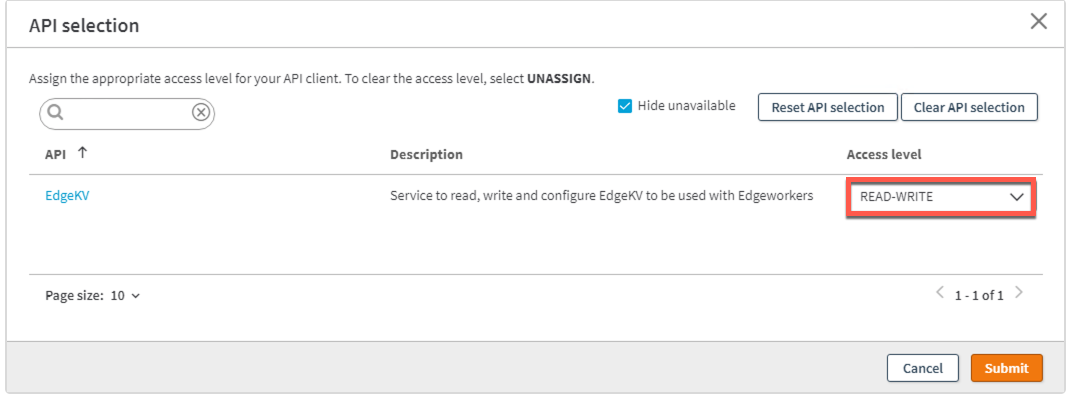 API selection
Assign the appropriate access level for your API client. To clear the access level, select UNASSIGN.
Hide unavailable
Reset API selection
Clear API selection
API ↑ Description Access level
EdgeKV Service to read, write and configure EdgeKV to be used with Edgeworkers READ-WRITE
Page size: 10
1 - 1 of 1
Cancel
Submit